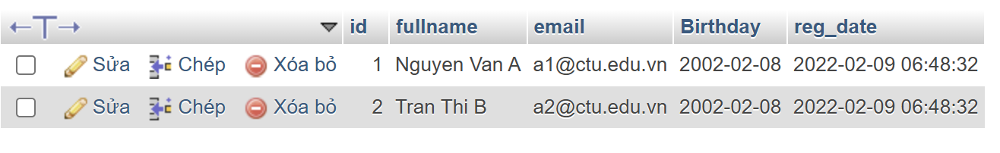 ←T→ id fullname email Birthday reg_date
Sửa Chép Xóa bỏ 1 Nguyen Van A a1@ctu.edu.vn 2002-02-08 2022-02-09 06:48:32
Sửa Chép Xóa bỏ 2 Tran Thi B a2@ctu.edu.vn 2002-02-08 2022-02-09 06:48:32